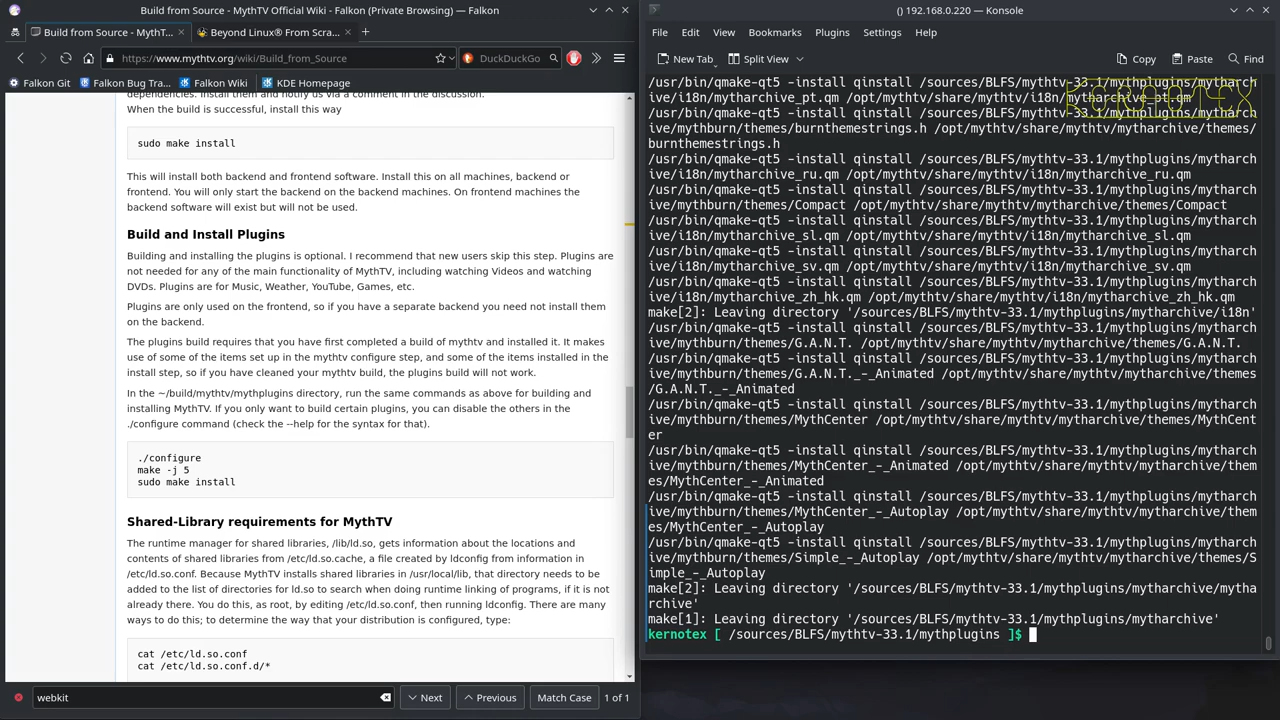 Build from Source - MythTV Official Wiki - Falkon (Private Browsing) — Falkon
Build from Source - MythT...
Beyond Linux® From Scra...
https://www.mythtv.org/wiki/Build_from_Source
DuckDuckGo
Falkon Git
Falkon Bug Tra...
Falkon Wiki
KDE Homepage
dependencies. Install them and notify us via a comment in the discussion.
When the build is successful, install this way
sudo make install
This will install both backend and frontend software. Install this on all machines, backend or
frontend. You will only start the backend on the backend machines. On frontend machines the
backend software will exist but will not be used.
Build and Install Plugins
Building and installing the plugins is optional. I recommend that new users skip this step. Plugins are
not needed for any of the main functionality of MythTV, including watching Videos and watching
DVDs. Plugins are for Music, Weather, YouTube, Games, etc.
Plugins are only used on the frontend, so if you have a separate backend you need not install them
on the backend.
The plugins build requires that you have first completed a build of mythtv and installed it. It makes
use of some of the items set up in the mythtv configure step, and some of the items installed in the
install step, so if you have cleaned your mythtv build, the plugins build will not work.
In the ~/build/mythtv/mythplugins directory, run the same commands as above for building and
installing MythTV. If you only want to build certain plugins, you can disable the others in the
./configure command (check the --help for the syntax for that).
./configure
make -j 5
sudo make install
Shared-Library requirements for MythTV
The runtime manager for shared libraries, /lib/ld.so, gets information about the locations and
contents of shared libraries from /etc/ld.so.cache, a file created by ldconfig from information in
/etc/ld.so.conf. Because MythTV installs shared libraries in /usr/local/lib, that directory needs to be
added to the list of directories for ld.so to search when doing runtime linking of programs, if it is not
already there. You do this, as root, by editing /etc/ld.so.conf, then running ldconfig. There are many
ways to do this; to determine the way that your distribution is configured, type:
cat /etc/ld.so.conf
cat /etc/ld.so.conf.d/*
webkit
Next
Previous
Match Case
1 of 1
() 192.168.0.220 — Konsole
File Edit View Bookmarks Plugins Settings Help
New Tab
Split View
Copy
Paste
Find
/usr/bin/qmake-qt5 -install qinstall /sources/BLFS/mythtv-33.1/mythplugins/mytharch
ive/i18n/mytharchive_pt.qm /opt/mythtv/share/mythtv/i18n/mytharchive_pt.qm
KERNOTEX
/usr/bin/qmake-qt5 -install qinstall /sources/BLFS/mythtv-33.1/mythplugins/mytharch
ive/mythburn/themes/burnthemestrings.h /opt/mythtv/share/mythtv/mytharchive/themes/
burnthemestrings.h
/usr/bin/qmake-qt5 -install qinstall /sources/BLFS/mythtv-33.1/mythplugins/mytharch
ive/i18n/mytharchive_ru.qm /opt/mythtv/share/mythtv/i18n/mytharchive_ru.qm
/usr/bin/qmake-qt5 -install qinstall /sources/BLFS/mythtv-33.1/mythplugins/mytharch
ive/mythburn/themes/Compact /opt/mythtv/share/mythtv/mytharchive/themes/Compact
/usr/bin/qmake-qt5 -install qinstall /sources/BLFS/mythtv-33.1/mythplugins/mytharch
ive/i18n/mytharchive_sl.qm /opt/mythtv/share/mythtv/i18n/mytharchive_sl.qm
/usr/bin/qmake-qt5 -install qinstall /sources/BLFS/mythtv-33.1/mythplugins/mytharch
ive/i18n/mytharchive_sv.qm /opt/mythtv/share/mythtv/i18n/mytharchive_sv.qm
/usr/bin/qmake-qt5 -install qinstall /sources/BLFS/mythtv-33.1/mythplugins/mytharch
ive/i18n/mytharchive_zh_hk.qm /opt/mythtv/share/mythtv/i18n/mytharchive_zh_hk.qm
make[2]: Leaving directory '/sources/BLFS/mythtv-33.1/mythplugins/mytharchive/i18n'
/usr/bin/qmake-qt5 -install qinstall /sources/BLFS/mythtv-33.1/mythplugins/mytharch
ive/mythburn/themes/G.A.N.T. /opt/mythtv/share/mythtv/mytharchive/themes/G.A.N.T.
/usr/bin/qmake-qt5 -install qinstall /sources/BLFS/mythtv-33.1/mythplugins/mytharch
ive/mythburn/themes/G.A.N.T._-_Animated /opt/mythtv/share/mythtv/mytharchive/themes
/G.A.N.T._-_Animated
/usr/bin/qmake-qt5 -install qinstall /sources/BLFS/mythtv-33.1/mythplugins/mytharch
ive/mythburn/themes/MythCenter /opt/mythtv/share/mythtv/mytharchive/themes/MythCent
er
/usr/bin/qmake-qt5 -install qinstall /sources/BLFS/mythtv-33.1/mythplugins/mytharch
ive/mythburn/themes/MythCenter_-_Animated /opt/mythtv/share/mythtv/mytharchive/them
es/MythCenter_-_Animated
/usr/bin/qmake-qt5 -install qinstall /sources/BLFS/mythtv-33.1/mythplugins/mytharch
ive/mythburn/themes/MythCenter_-_Autoplay /opt/mythtv/share/mythtv/mytharchive/them
es/MythCenter_-_Autoplay
/usr/bin/qmake-qt5 -install qinstall /sources/BLFS/mythtv-33.1/mythplugins/mytharch
ive/mythburn/themes/Simple_-_Autoplay /opt/mythtv/share/mythtv/mytharchive/themes/S
imple_-_Autoplay
make[2]: Leaving directory '/sources/BLFS/mythtv-33.1/mythplugins/mytharchive/mytha
rchive'
make[1]: Leaving directory '/sources/BLFS/mythtv-33.1/mythplugins/mytharchive'
kernotex [ /sources/BLFS/mythtv-33.1/mythplugins ]$